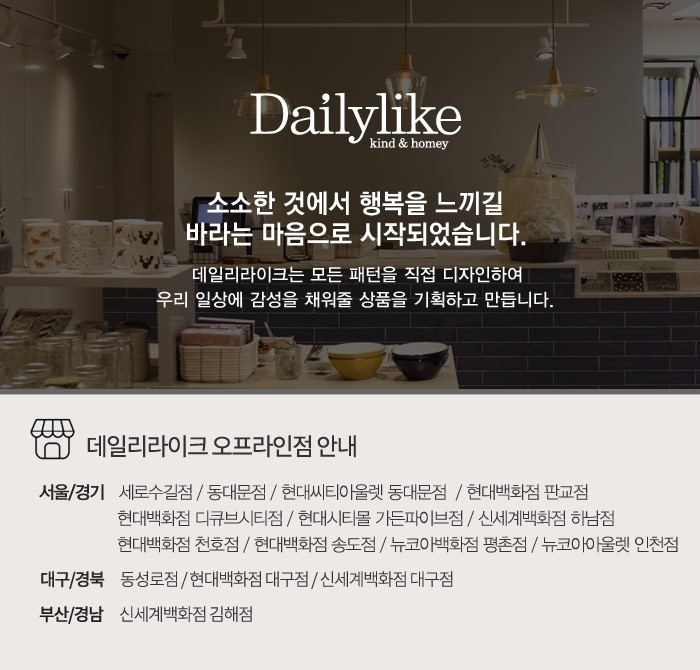 Dailylike
kind & homey
소소한 것에서 행복을 느끼길
바라는 마음으로 시작되었습니다.
데일리라이크는 모든 패턴을 직접 디자인하여
우리 일상에 감성을 채워줄 상품을 기획하고 만듭니다.
데일리라이크 오프라인점 안내
서울/경기 세로수길점 / 동대문점 / 현대씨티아울렛 동대문점 / 현대백화점 판교점
현대백화점 디큐브시티점 / 현대시티몰 가든파이브점 / 신세계백화점 하남점
현대백화점 천호점 / 현대백화점 송도점 / 뉴코아백화점 평촌점 / 뉴코아아울렛 인천점
대구/경북 동성로점 / 현대백화점 대구점 / 신세계백화점 대구점
부산/경남 신세계백화점 김해점